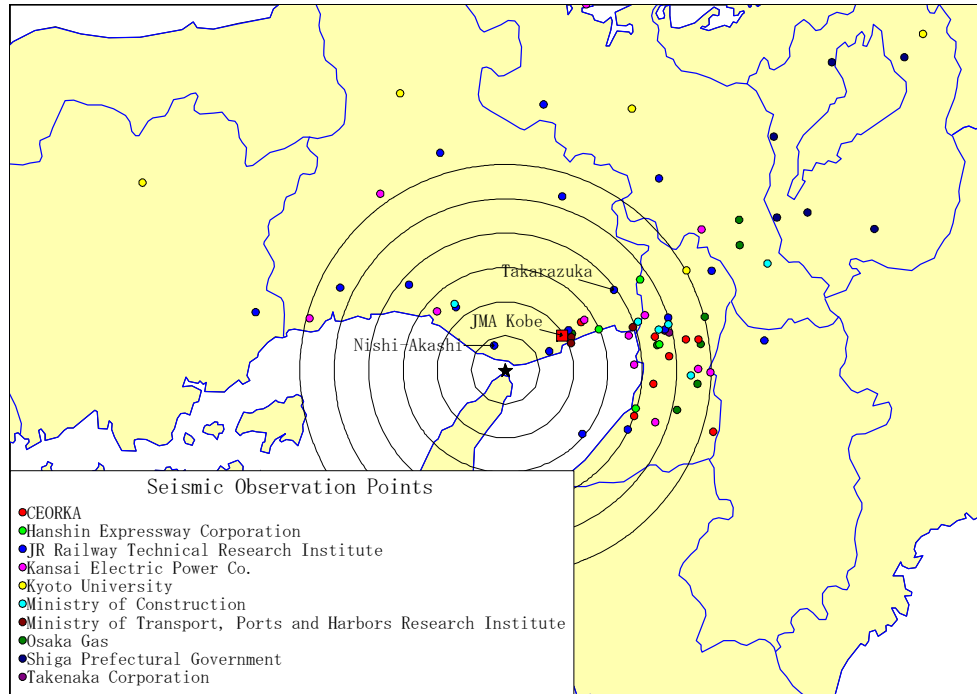 Takarazuka
JMA Kobe
Nishi-Akashi
Seismic Observation Points
CEORKA
Hanshin Expressway Corporation
JR Railway Technical Research Institute
Kansai Electric Power Co.
Kyoto University
Ministry of Construction
Ministry of Transport, Ports and Harbors Research Institute
Osaka Gas
Shiga Prefectural Government
Takenaka Corporation